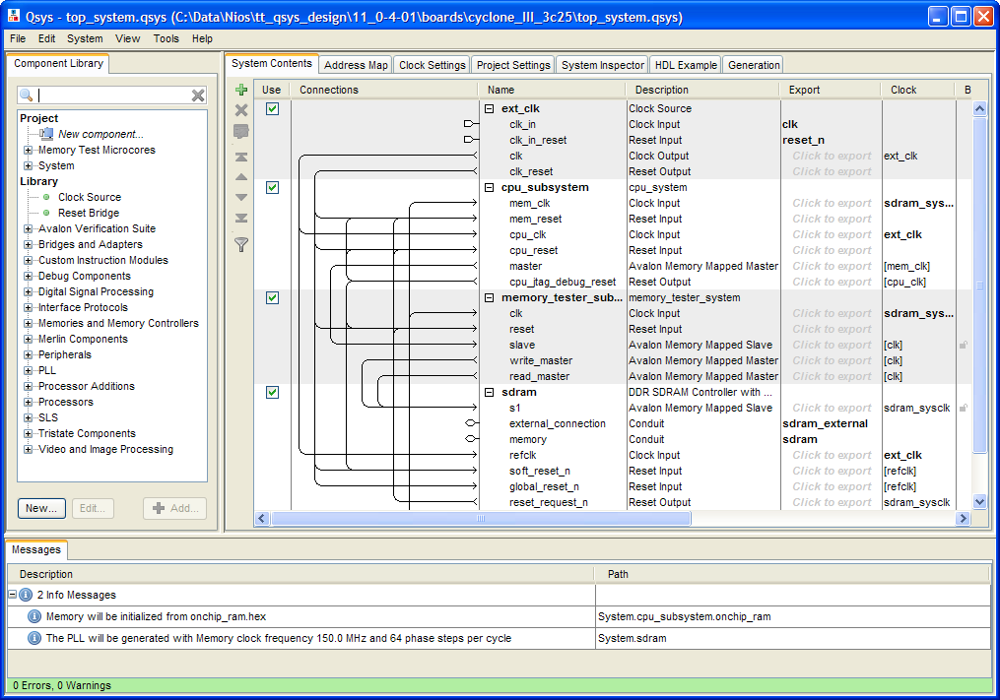 Qsys - top_system.qsys (C:\Data\Nios\tt_qsys_design\11_0-4-01\boards\cyclone_III_3c25\top_system.qsys)
File Edit System View Tools Help
Component Library
Project
New component...
Memory Test Microcores
System
Library
Clock Source
Reset Bridge
Avalon Verification Suite
Bridges and Adapters
Custom Instruction Modules
Debug Components
Digital Signal Processing
Interface Protocols
Memories and Memory Controllers
Merlin Components
Peripherals
PLL
Processor Additions
Processors
SLS
Tristate Components
Video and Image Processing
New... Edit... Add...
System Contents Address Map Clock Settings Project Settings System Inspector HDL Example Generation
Use Connections Name Description Export Clock B
ext_clk Clock Source
clk_in Clock Input clk
clk_in_reset Reset Input reset_n
clk Clock Output Click to export ext_clk
clk_reset Reset Output Click to export
cpu_subsystem cpu_system
mem_clk Clock Input Click to export sdram_sys...
mem_reset Reset Input Click to export
cpu_clk Clock Input Click to export ext_clk
cpu_reset Reset Input Click to export
master Avalon Memory Mapped Master Click to export [mem_clk]
cpu_jtag_debug_reset Reset Output Click to export [cpu_clk]
memory_tester_sub... memory_tester_system
clk Clock Input Click to export sdram_sys...
reset Reset Input Click to export
slave Avalon Memory Mapped Slave Click to export [clk]
write_master Avalon Memory Mapped Master Click to export [clk]
read_master Avalon Memory Mapped Master Click to export [clk]
sdram DDR SDRAM Controller with ...
s1 Avalon Memory Mapped Slave Click to export sdram_sysclk
external_connection Conduit sdram_external
memory Conduit sdram
refclk Clock Input Click to export ext_clk
soft_reset_n Reset Input Click to export [refclk]
global_reset_n Reset Input Click to export [refclk]
reset_request_n Reset Output Click to export sdram_sysclk
Messages
Description Path
2 Info Messages
Memory will be initialized from onchip_ram.hex System.cpu_subsystem.onchip_ram
The PLL will be generated with Memory clock frequency 150.0 MHz and 64 phase steps per cycle System.sdram
0 Errors, 0 Warnings